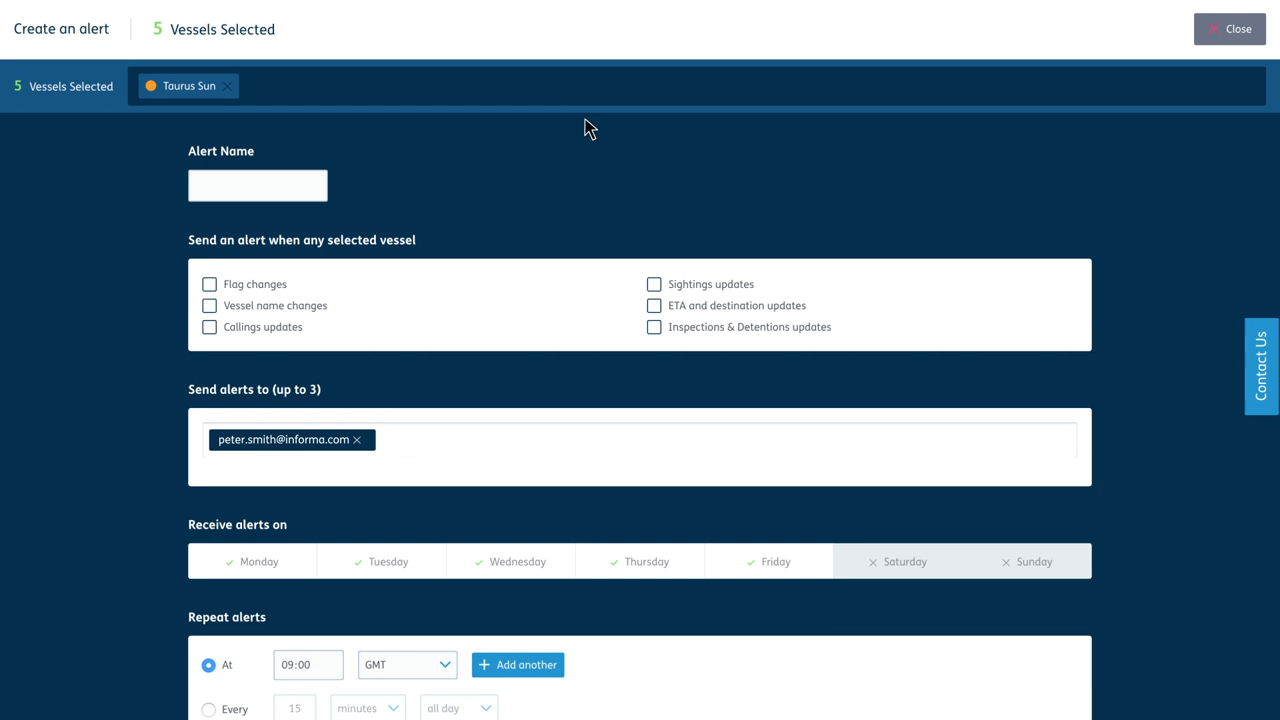 Create an alert
5 Vessels Selected
Close
5 Vessels Selected
Taurus Sun
Alert Name
Send an alert when any selected vessel
Flag changes
Sightings updates
Vessel name changes
ETA and destination updates
Callings updates
Inspections & Detentions updates
Contact Us
Send alerts to (up to 3)
peter.smith@informa.com
Receive alerts on
Monday Tuesday Wednesday Thursday Friday Saturday Sunday
Repeat alerts
At 09:00 GMT + Add another
Every 15 minutes all day